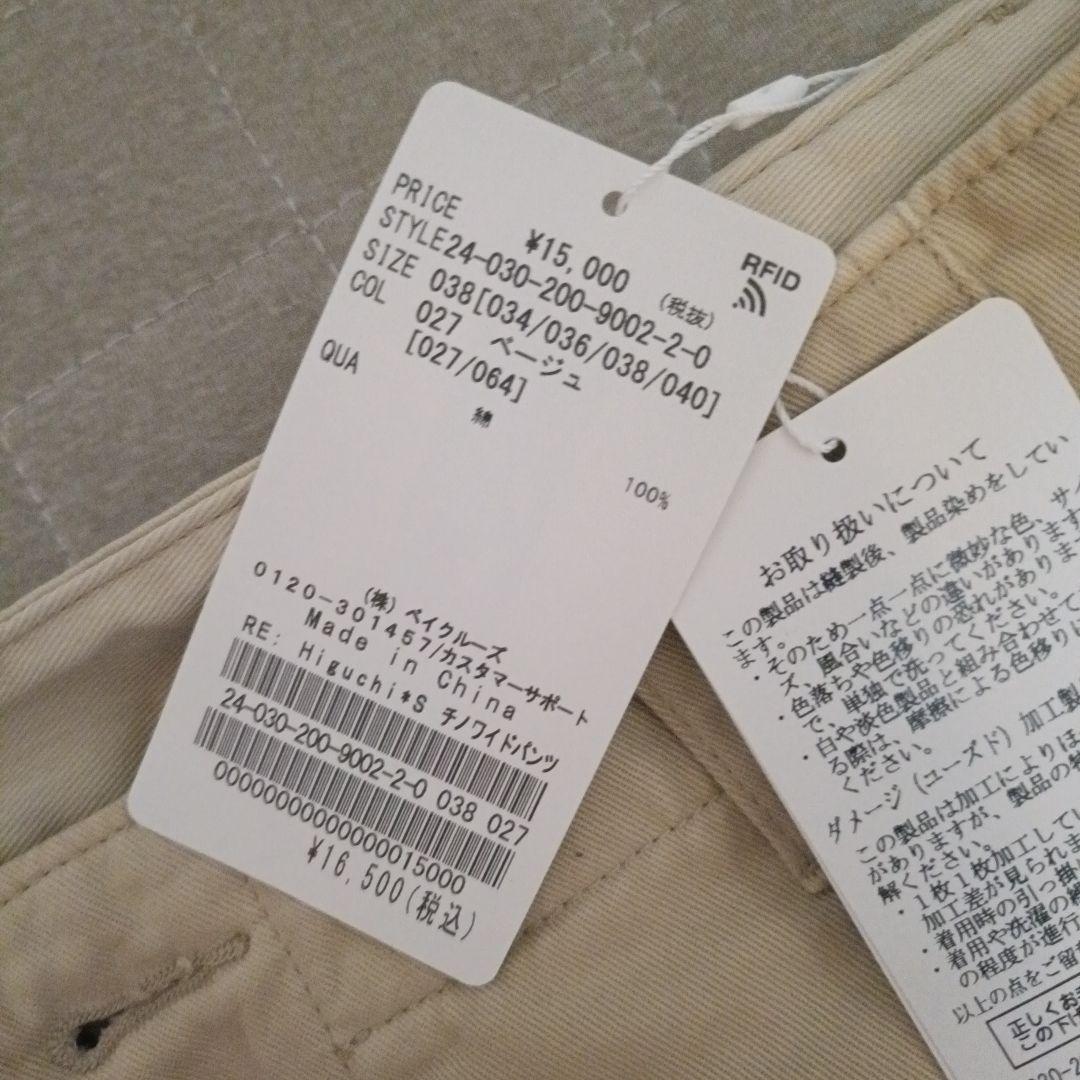 PRICE ¥15,000 (税抜)
STYLE24-030-200-9002-2-0
SIZE 038[034/036/038/040]
COL 027 ベージュ
[027/064]
QUA 綿 100%
RFID
(株) ベイクルーズ
0120-301457/カスタマーサポート
Made in China
RE: Higuchi*S チノワイドパンツ
24-030-200-9002-2-0 038 027
¥16,500(税込)
お取り扱いについて
この製品は縫製後、製品染めをしてい
ます。
・そのため一点一点に微妙な色、サイ
ズ、風合いなどの違いがあります
・色落ちや色移りの恐れがありま
で、単独で洗ってください。
・白や淡色製品と組み合わせて
る際は、摩擦による色移り
ください。
ダメージ (ユーズド) 加工製
この製品は加工によりほ
がありますが、製品の特
解ください。
・1枚1枚加工してい
加工差が見られま
・着用時の引っ掛
・着用や洗濯の繰
の程度が進行
以上の点をご留
正しくお
この下げ